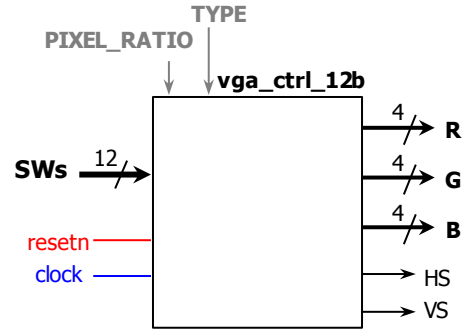 TYPE
PIXEL_RATIO
vga_ctrl_12b
4
R
12
SWs
4
G
4
B
resetn
clock
HS
VS